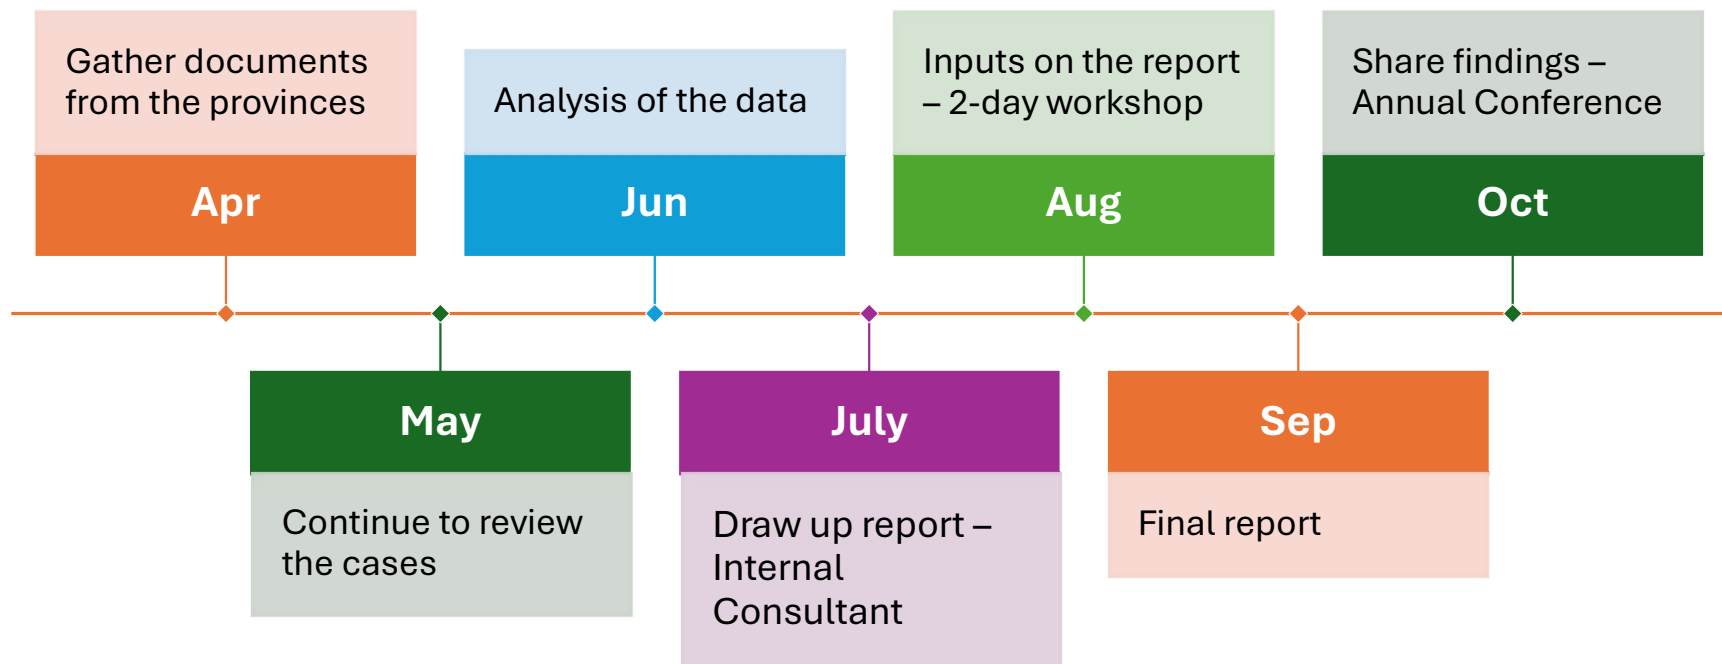 Gather documents
from the provinces
Apr
Analysis of the data
Jun
Inputs on the report
– 2-day workshop
Aug
Share findings –
Annual Conference
Oct
May
Continue to review
the cases
July
Draw up report –
Internal
Consultant
Sep
Final report